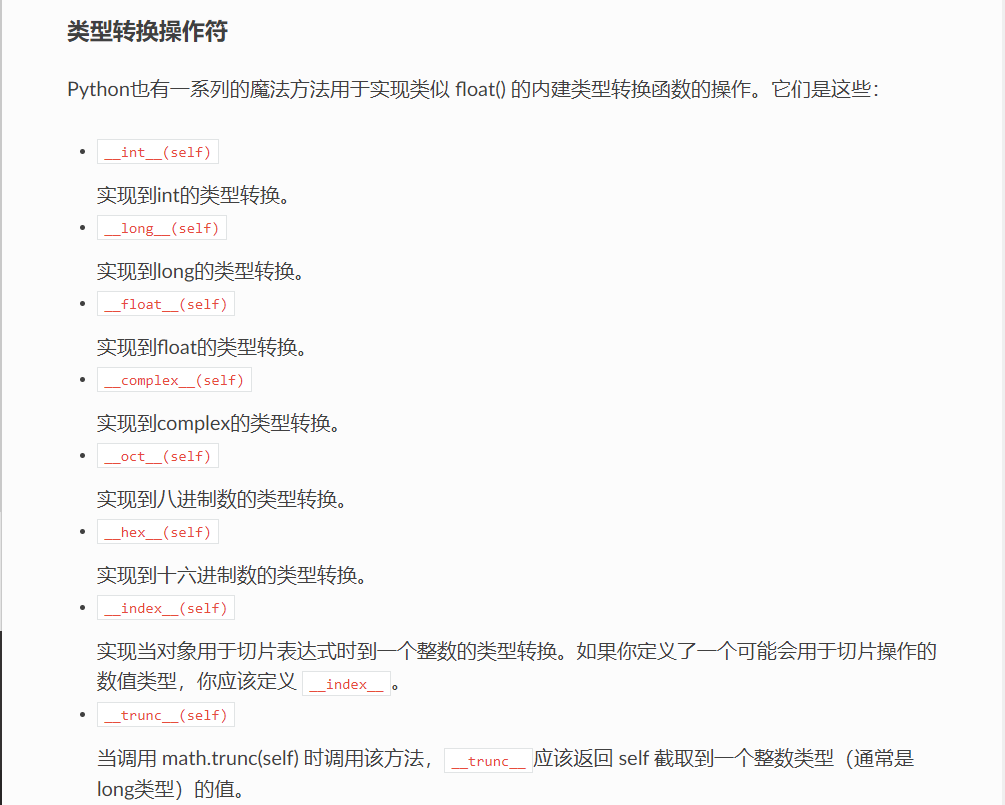 类型转换操作符
Python也有一系列的魔法方法用于实现类似 float() 的内建类型转换函数的操作。它们是这些：
__int__(self)
实现到int的类型转换。
__long__(self)
实现到long的类型转换。
__float__(self)
实现到float的类型转换。
__complex__(self)
实现到complex的类型转换。
__oct__(self)
实现到八进制数的类型转换。
__hex__(self)
实现到十六进制数的类型转换。
__index__(self)
实现当对象用于切片表达式时到一个整数的类型转换。如果你定义了一个可能会用于切片操作的
数值类型，你应该定义 __index__ 。
__trunc__(self)
当调用 math.trunc(self) 时调用该方法， __trunc__ 应该返回 self 截取到一个整数类型（通常是
long类型）的值。